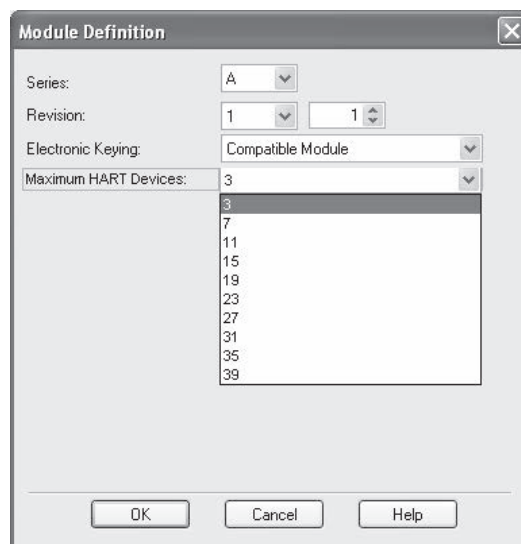 Module Definition
Series: A
Revision: 1 1
Electronic Keying: Compatible Module
Maximum HART Devices: 3
3
7
11
15
19
23
27
31
35
39
OK Cancel Help